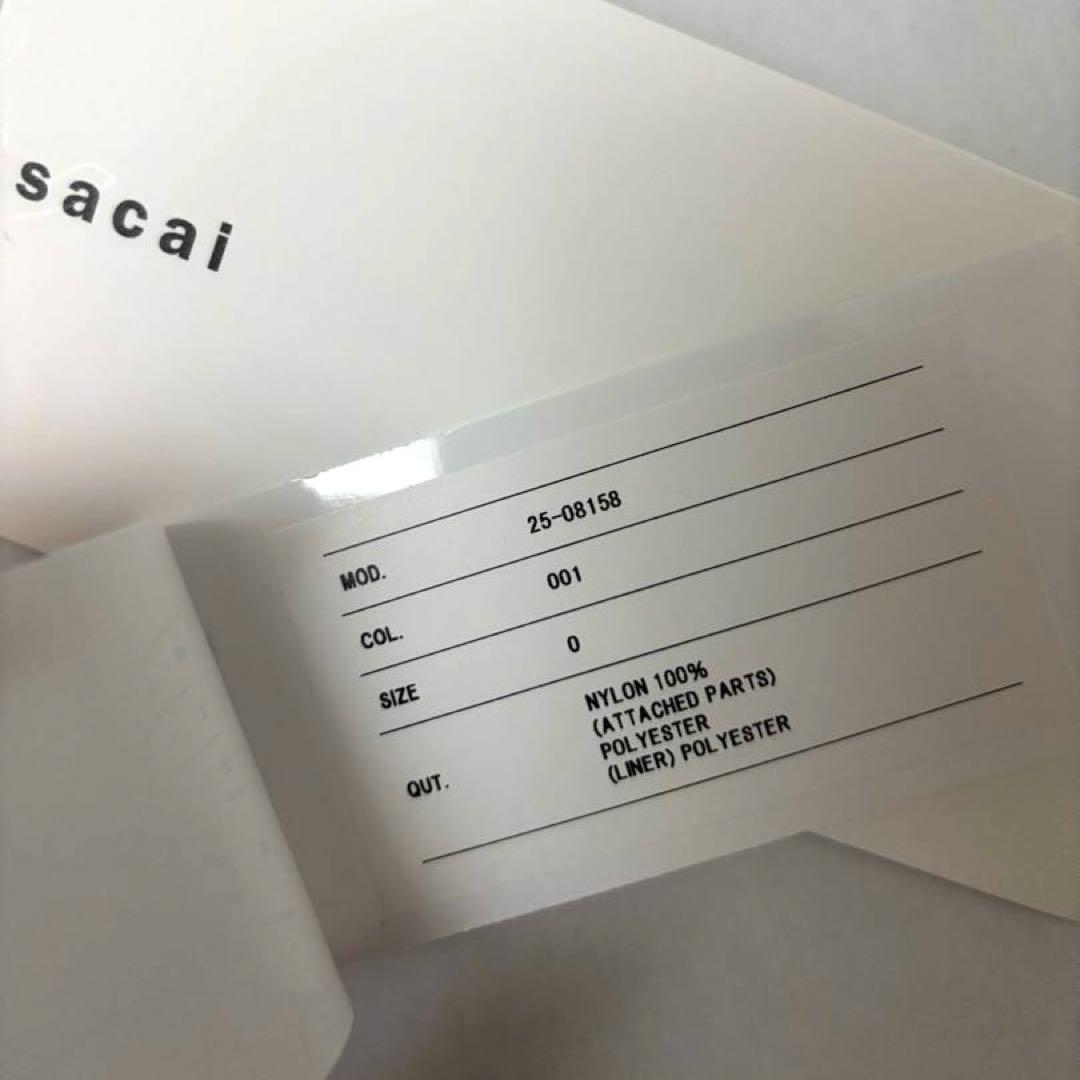 sacai
MOD. 25-08158
COL. 001
SIZE 0
QUT. NYLON 100%
(ATTACHED PARTS)
POLYESTER
(LINER) POLYESTER